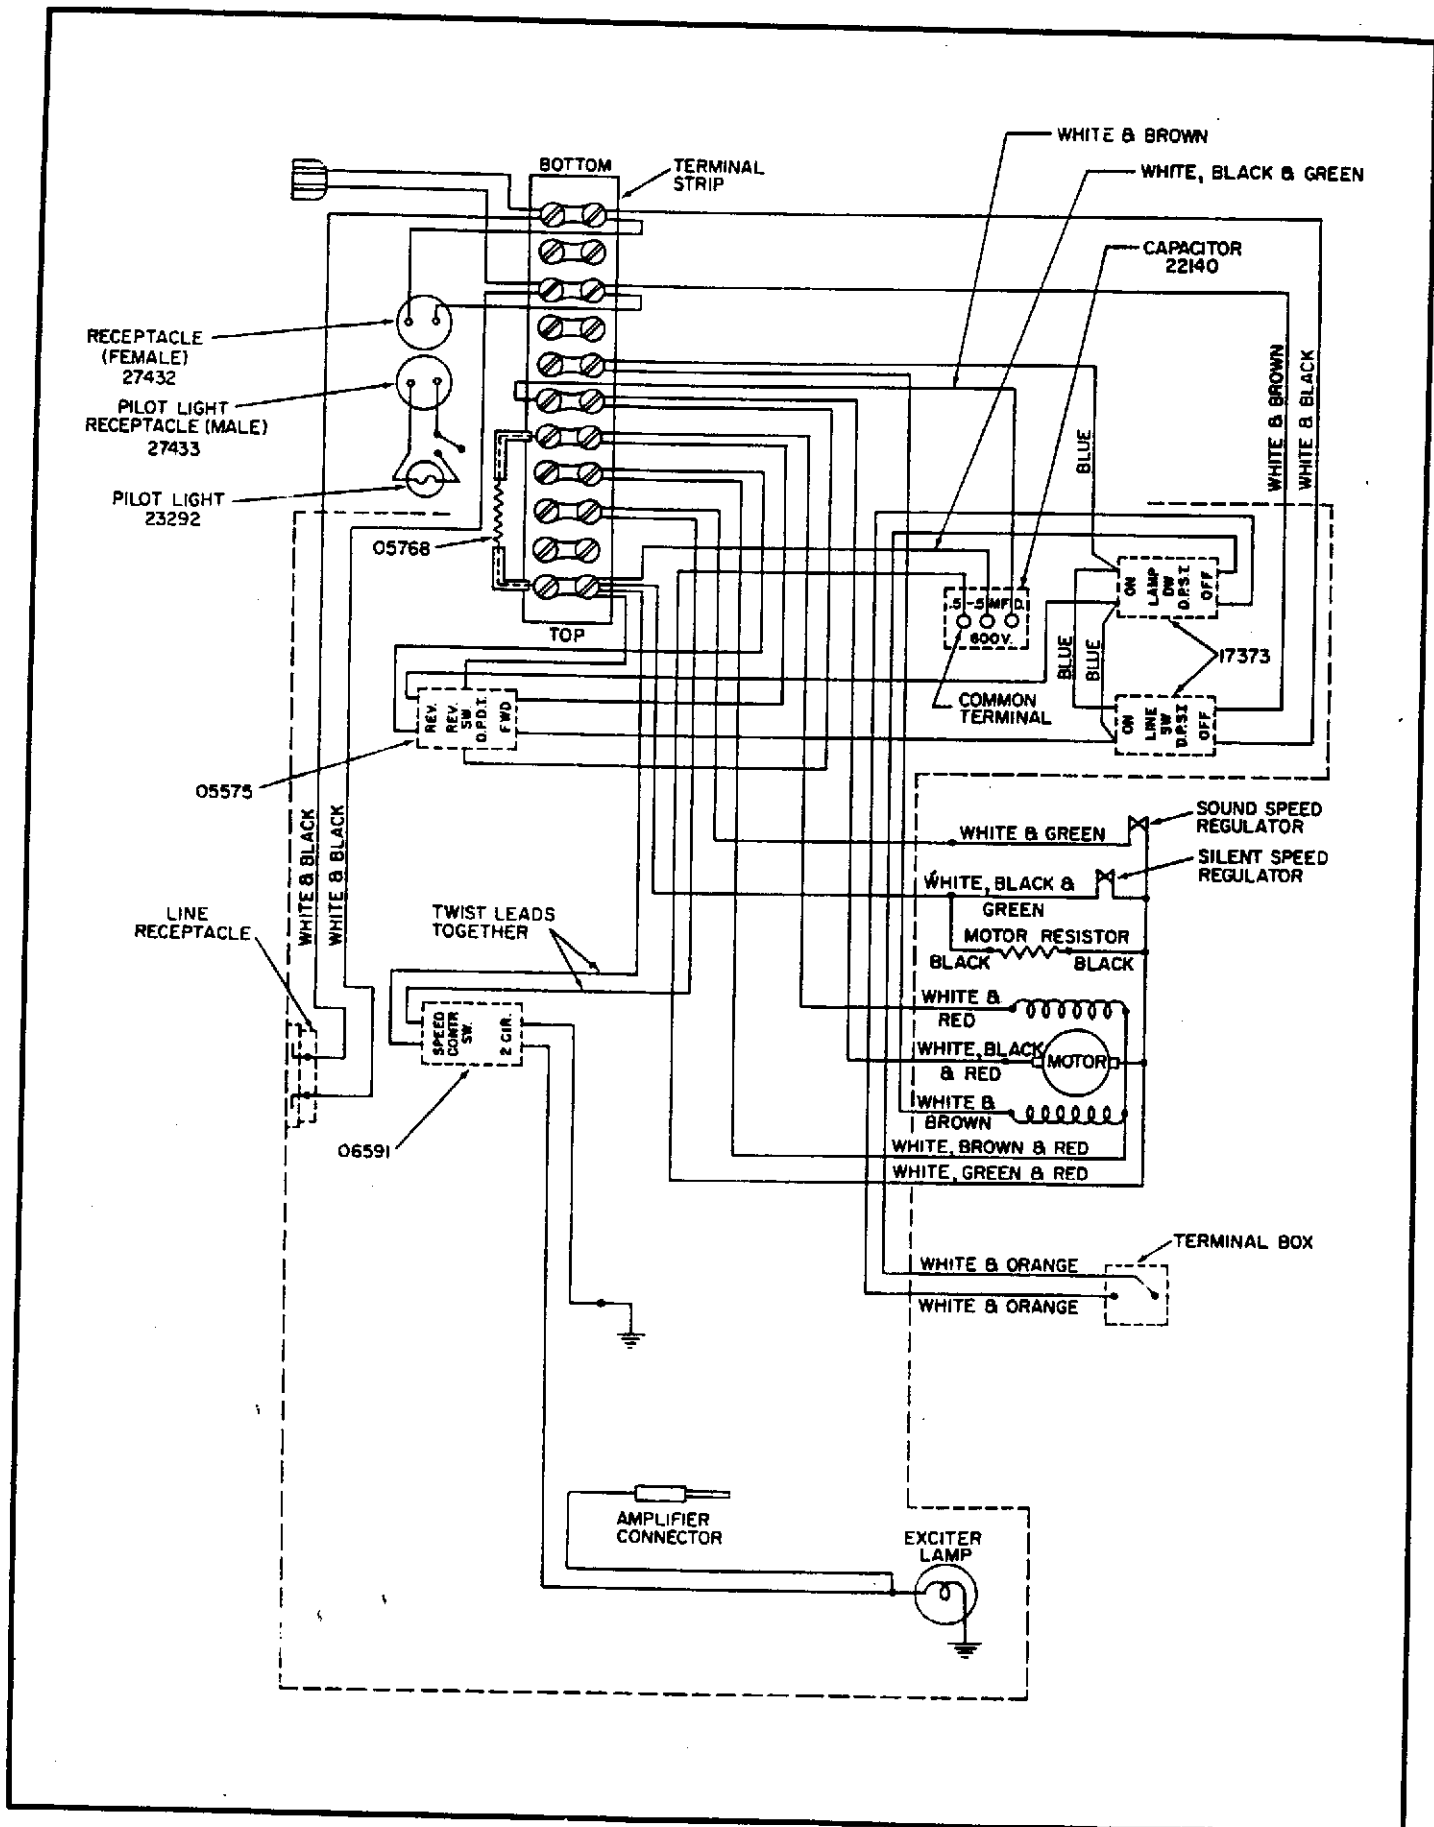 BOTTOM
TERMINAL
STRIP
WHITE & BROWN
WHITE, BLACK & GREEN
CAPACITOR
22140
RECEPTACLE
(FEMALE)
27432
PILOT LIGHT
RECEPTACLE (MALE)
27433
PILOT LIGHT
23292
05768
TOP
BLUE
WHITE & BROWN
WHITE & BLACK
.5-.5 MFD.
600V.
COMMON
TERMINAL
ON
LAMP
SW
D.P.S.T.
OFF
BLUE
BLUE
17373
ON
LINE
SW
D.P.S.T.
OFF
REV.
REV.
SW.
D.P.D.T.
FWD
05575
WHITE & BLACK
WHITE & BLACK
LINE
RECEPTACLE
TWIST LEADS
TOGETHER
SPEED
CONTR
SW.
2 CIR.
06591
WHITE & GREEN
SOUND SPEED
REGULATOR
SILENT SPEED
REGULATOR
WHITE, BLACK &
GREEN
MOTOR RESISTOR
BLACK
BLACK
WHITE &
RED
WHITE, BLACK
& RED
MOTOR
WHITE &
BROWN
WHITE, BROWN & RED
WHITE, GREEN & RED
TERMINAL BOX
WHITE & ORANGE
WHITE & ORANGE
AMPLIFIER
CONNECTOR
EXCITER
LAMP